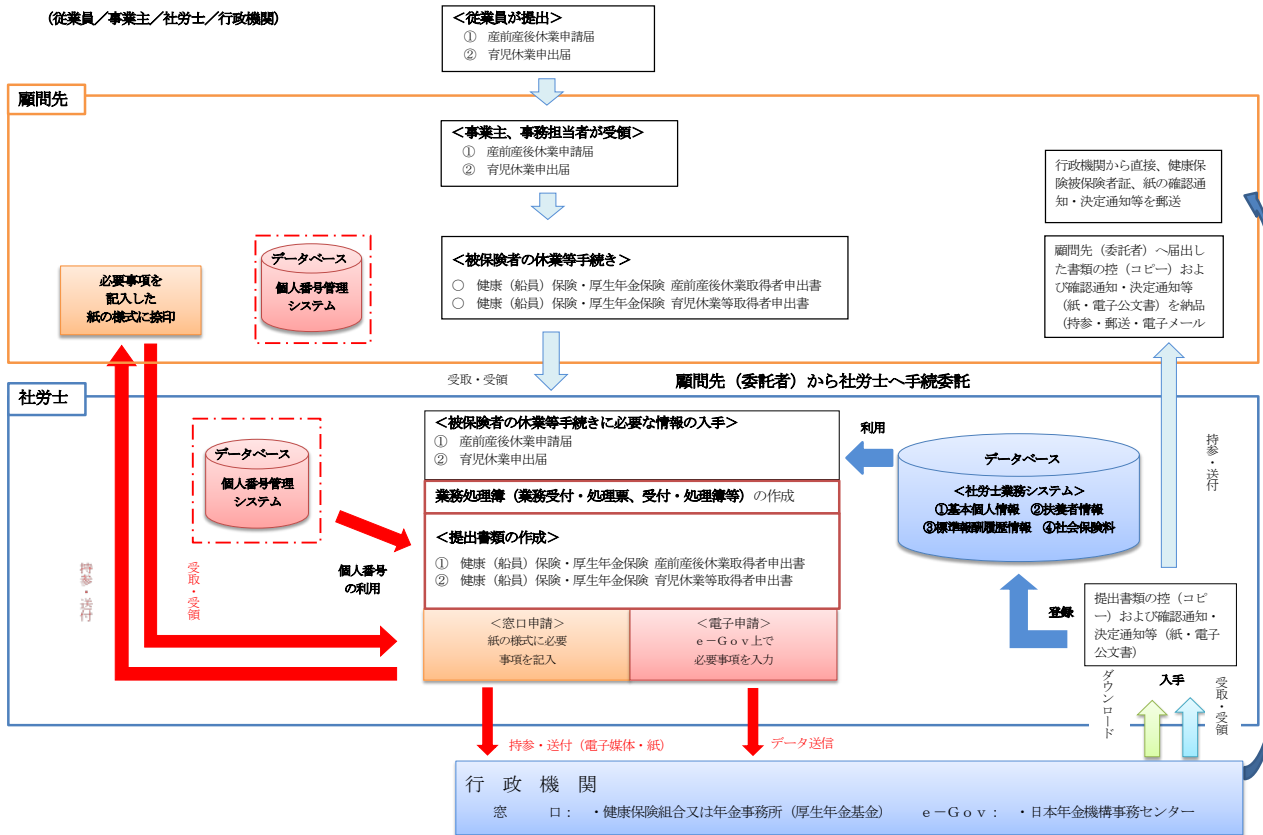 (従業員／事業主／社労士／行政機関)
＜従業員が提出＞
① 産前産後休業申請届
② 育児休業申出届
顧問先
＜事業主、事務担当者が受領＞
① 産前産後休業申請届
② 育児休業申出届
行政機関から直接、健康保
険被保険者証、紙の確認通
知・決定通知等を郵送
＜被保険者の休業等手続き＞
○ 健康（船員）保険・厚生年金保険 産前産後休業取得者申出書
○ 健康（船員）保険・厚生年金保険 育児休業等取得者申出書
データベース
個人番号管理
システム
必要事項を
記入した
紙の様式に捺印
顧問先（委託者）へ届出し
た書類の控（コピー）およ
び確認通知・決定通知等
（紙・電子公文書）を納品
（持参・郵送・電子メール
受取・受領
顧問先（委託者）から社労士へ手続委託
社労士
＜被保険者の休業等手続きに必要な情報の入手＞
① 産前産後休業申請届
② 育児休業申出届
利用
データベース
＜社労士業務システム＞
①基本個人情報 ②扶養者情報
③標準報酬履歴情報 ④社会保険料
持参・送付
データベース
個人番号管理
システム
業務処理簿（業務受付・処理票、受付・処理簿等）の作成
＜提出書類の作成＞
① 健康（船員）保険・厚生年金保険 産前産後休業取得者申出書
② 健康（船員）保険・厚生年金保険 育児休業等取得者申出書
個人番号
の利用
持参・送付
受取・受領
＜窓口申請＞
紙の様式に必要
事項を記入
＜電子申請＞
ｅ－Ｇｏｖ上で
必要事項を入力
登録
提出書類の控（コピ
ー）および確認通知・
決定通知等（紙・電子
公文書）
入手
ダウンロード
受取・受領
持参・送付（電子媒体・紙）
データ送信
行 政 機 関
窓 口： ・健康保険組合又は年金事務所（厚生年金基金） ｅ－Ｇｏｖ： ・日本年金機構事務センター